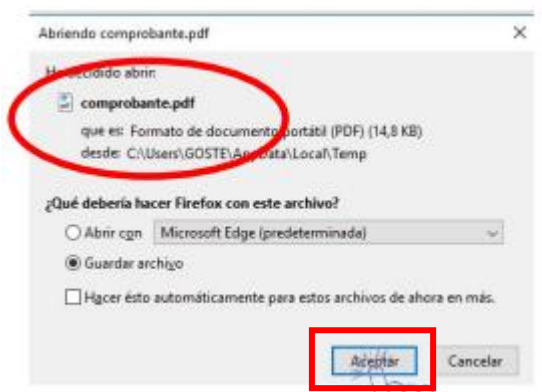 Abriendo comprobante.pdf
Ha decidido abrir:
comprobante.pdf
que es: Formato de documento portátil (PDF) (14,8 KB)
desde: C:\Users\GOSTE\AppData\Local\Temp
¿Qué debería hacer Firefox con este archivo?
Abrir con Microsoft Edge (predeterminada)
Guardar archivo
Hacer ésto automáticamente para estos archivos de ahora en más.
Aceptar Cancelar